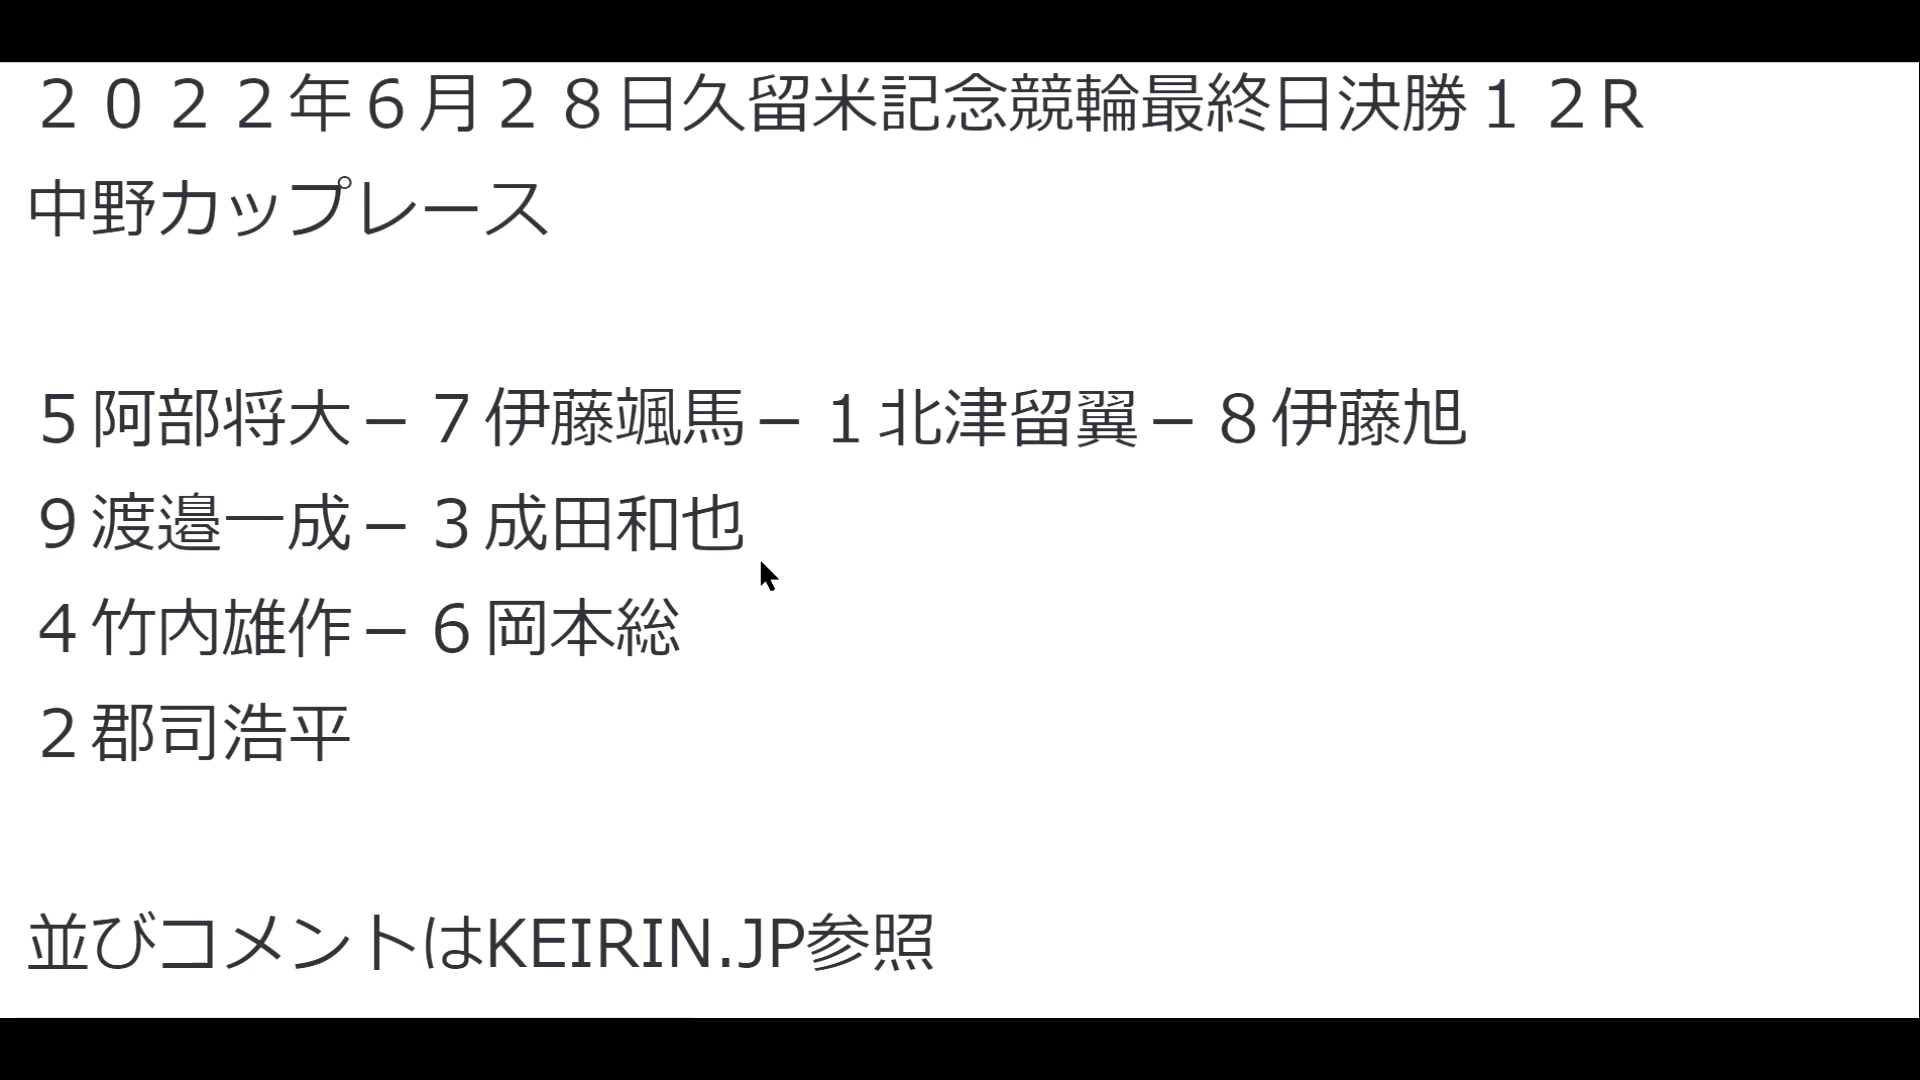 ２０２２年６月２８日久留米記念競輪最終日決勝１２Ｒ
中野カップレース
５阿部将大－７伊藤颯馬－１北津留翼－８伊藤旭
９渡邉一成－３成田和也
４竹内雄作－６岡本総
２郡司浩平
並びコメントはKEIRIN.JP参照